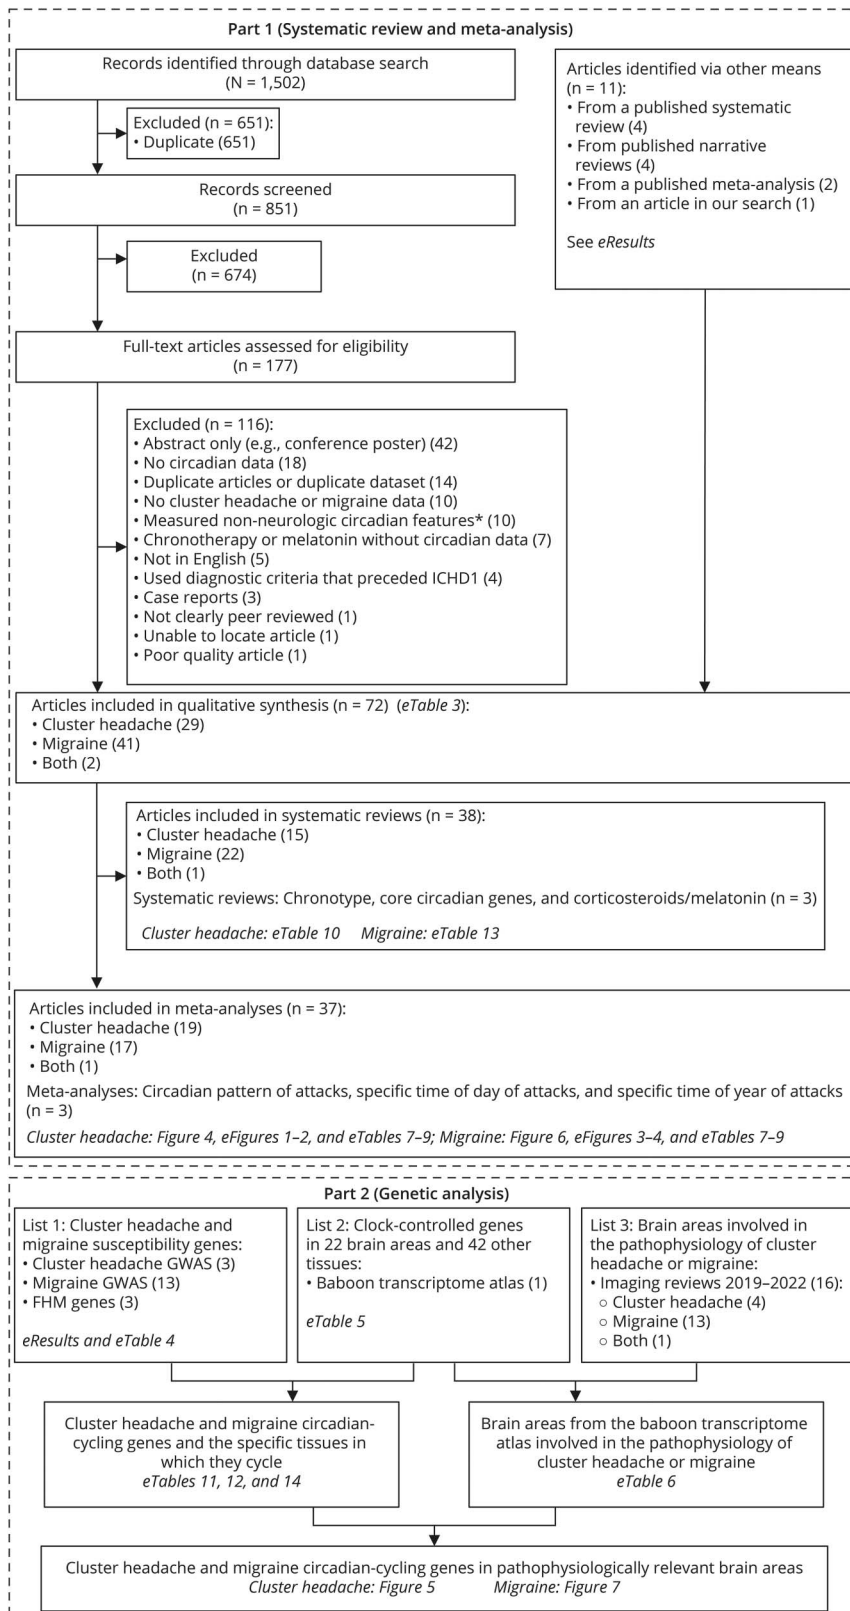 Part 1 (Systematic review and meta-analysis)
Records identified through database search
(N = 1,502)
Excluded (n = 651):
• Duplicate (651)
Records screened
(n = 851)
Excluded
(n = 674)
Full-text articles assessed for eligibility
(n = 177)
Articles identified via other means
(n = 11):
• From a published systematic
review (4)
• From published narrative
reviews (4)
• From a published meta-analysis (2)
• From an article in our search (1)
See eResults
Excluded (n = 116):
• Abstract only (e.g., conference poster) (42)
• No circadian data (18)
• Duplicate articles or duplicate dataset (14)
• No cluster headache or migraine data (10)
• Measured non-neurologic circadian features* (10)
• Chronotherapy or melatonin without circadian data (7)
• Not in English (5)
• Used diagnostic criteria that preceded ICHD1 (4)
• Case reports (3)
• Not clearly peer reviewed (1)
• Unable to locate article (1)
• Poor quality article (1)
Articles included in qualitative synthesis (n = 72) (eTable 3):
• Cluster headache (29)
• Migraine (41)
• Both (2)
Articles included in systematic reviews (n = 38):
• Cluster headache (15)
• Migraine (22)
• Both (1)
Systematic reviews: Chronotype, core circadian genes, and corticosteroids/melatonin (n = 3)
Cluster headache: eTable 10 Migraine: eTable 13
Articles included in meta-analyses (n = 37):
• Cluster headache (19)
• Migraine (17)
• Both (1)
Meta-analyses: Circadian pattern of attacks, specific time of day of attacks, and specific time of year of attacks
(n = 3)
Cluster headache: Figure 4, eFigures 1–2, and eTables 7–9; Migraine: Figure 6, eFigures 3–4, and eTables 7–9
Part 2 (Genetic analysis)
List 1: Cluster headache and
migraine susceptibility genes:
• Cluster headache GWAS (3)
• Migraine GWAS (13)
• FHM genes (3)
eResults and eTable 4
List 2: Clock-controlled genes
in 22 brain areas and 42 other
tissues:
• Baboon transcriptome atlas (1)
eTable 5
List 3: Brain areas involved in
the pathophysiology of cluster
headache or migraine:
• Imaging reviews 2019–2022 (16):
○ Cluster headache (4)
○ Migraine (13)
○ Both (1)
Cluster headache and migraine circadian-
cycling genes and the specific tissues in
which they cycle
eTables 11, 12, and 14
Brain areas from the baboon transcriptome
atlas involved in the pathophysiology of
cluster headache or migraine
eTable 6
Cluster headache and migraine circadian-cycling genes in pathophysiologically relevant brain areas
Cluster headache: Figure 5 Migraine: Figure 7